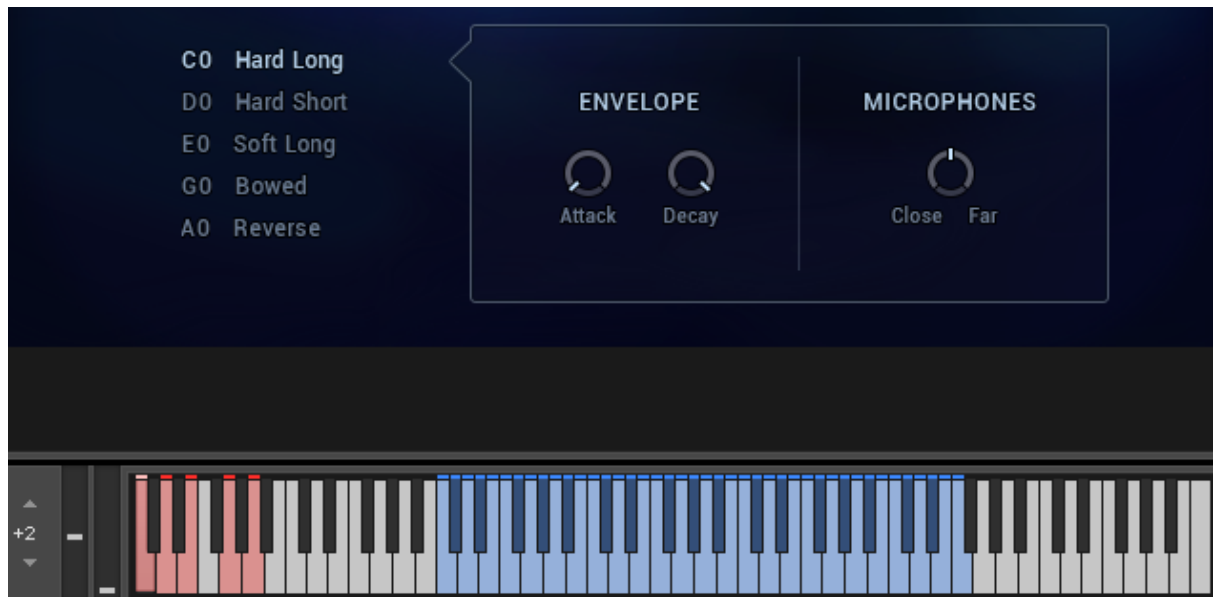 C0 Hard Long
D0 Hard Short
E0 Soft Long
G0 Bowed
A0 Reverse
ENVELOPE
Attack Decay
MICROPHONES
Close Far
+2